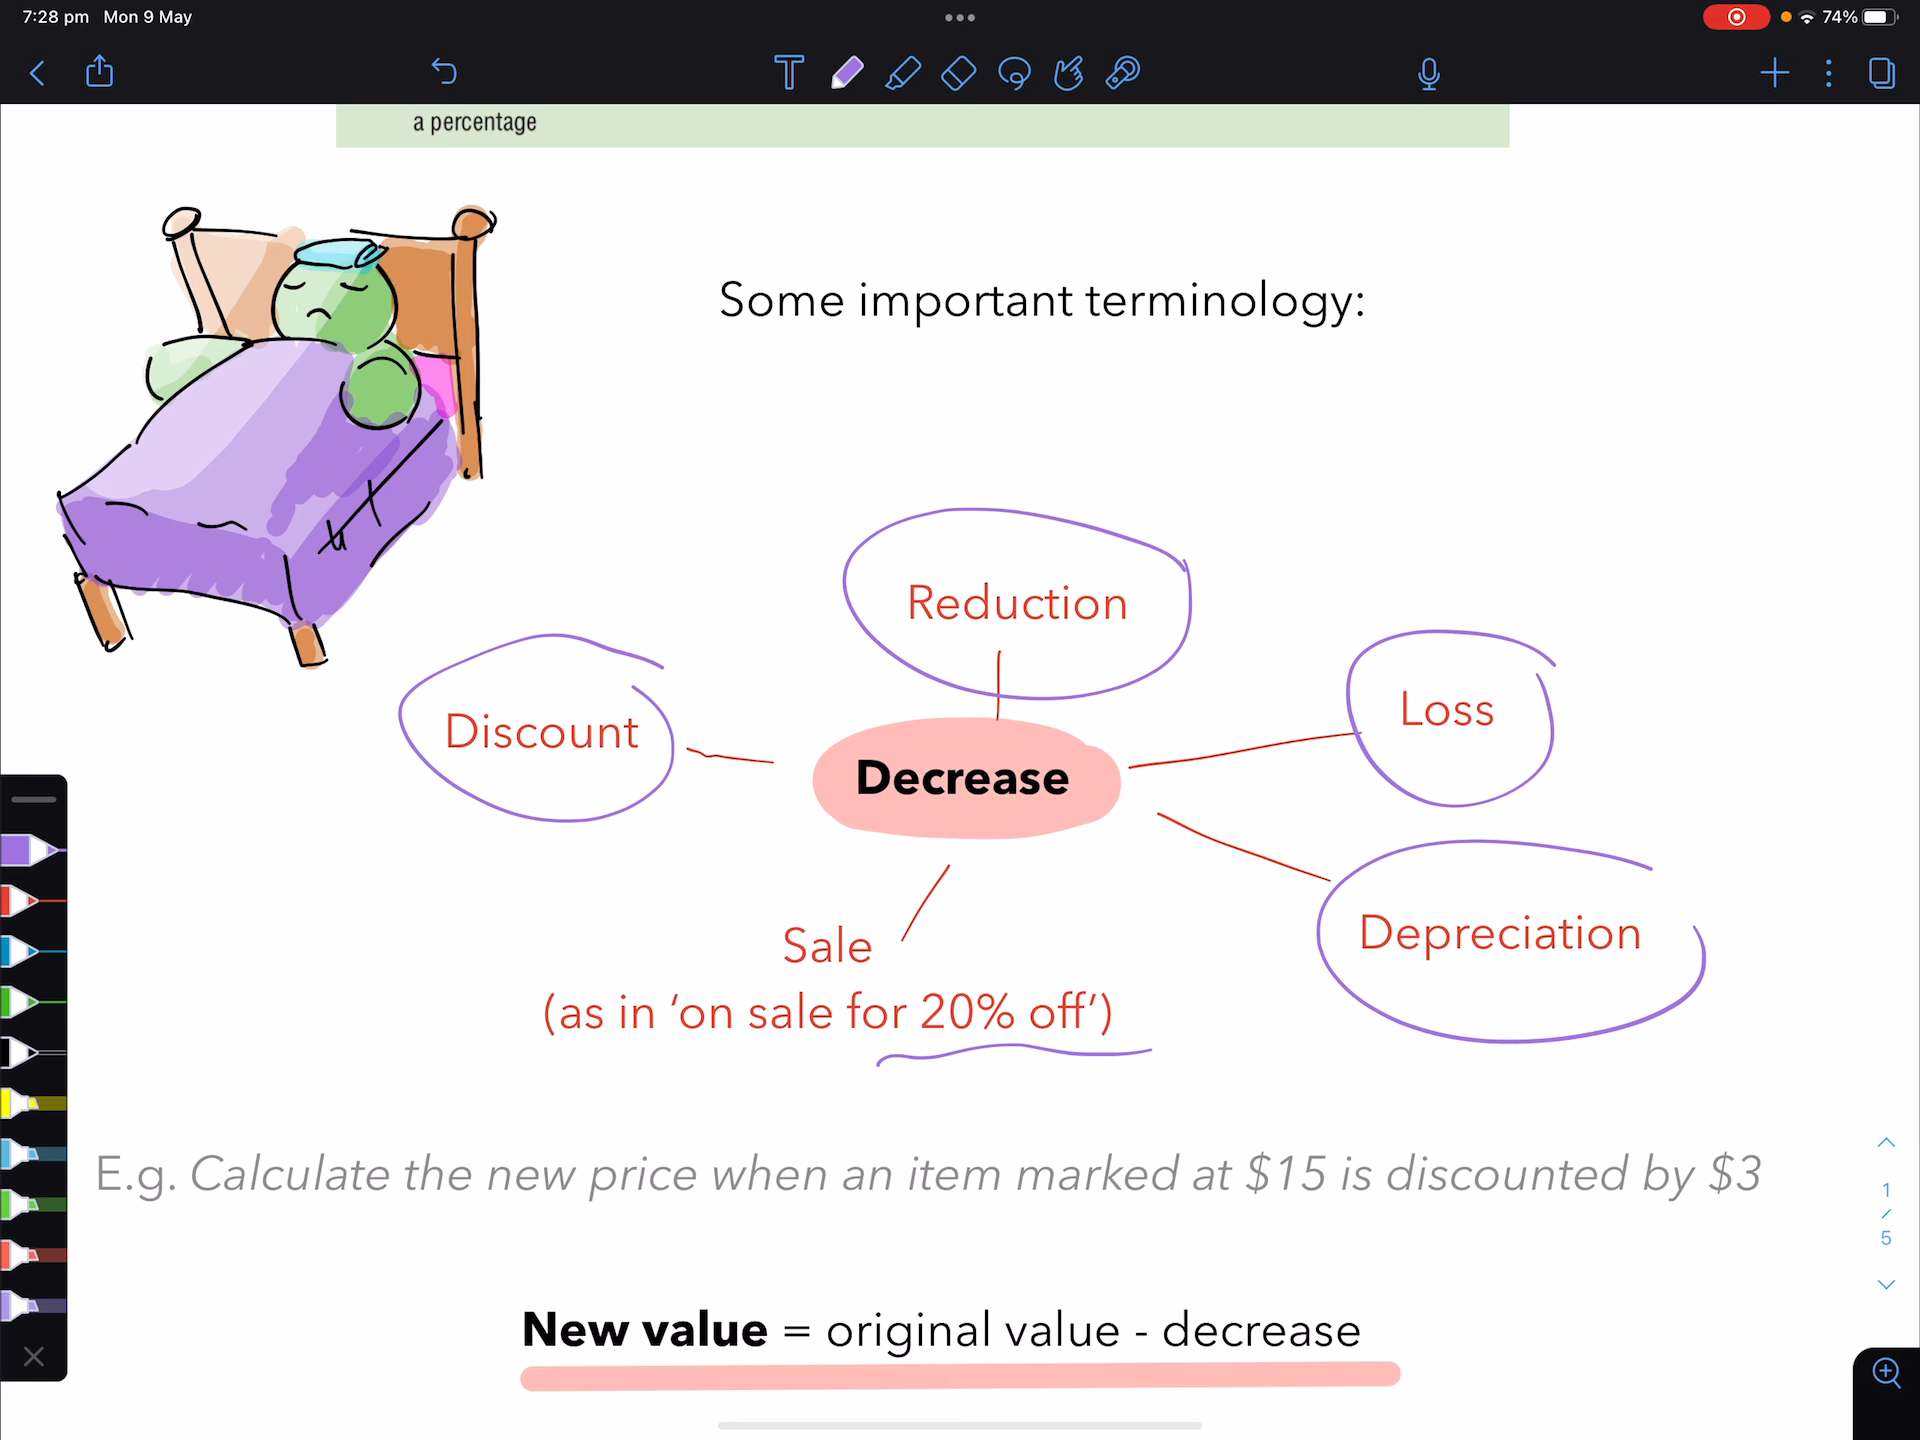 7:28 pm Mon 9 May
74%
a percentage
Some important terminology:
Reduction
Discount
Loss
Decrease
Depreciation
Sale
(as in ‘on sale for 20% off’)
E.g. Calculate the new price when an item marked at $15 is discounted by $3
1
/
5
New value = original value - decrease